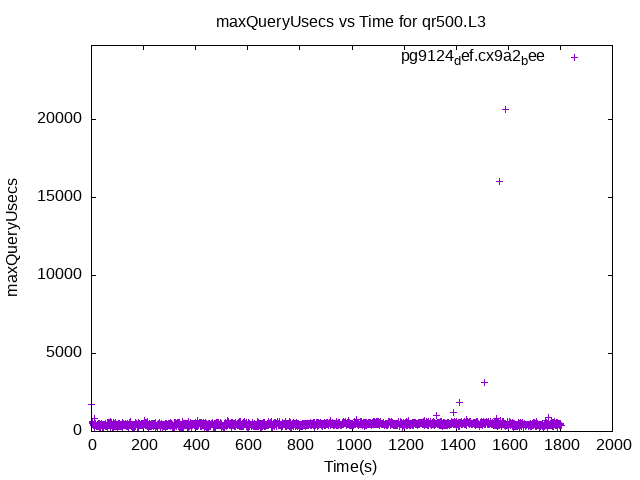 maxQueryUsecs vs Time for qr500.L3
pg9124def.cx9a2bee
20000
15000
10000
5000
0
maxQueryUsecs
0 200 400 600 800 1000 1200 1400 1600 1800 2000
Time(s)